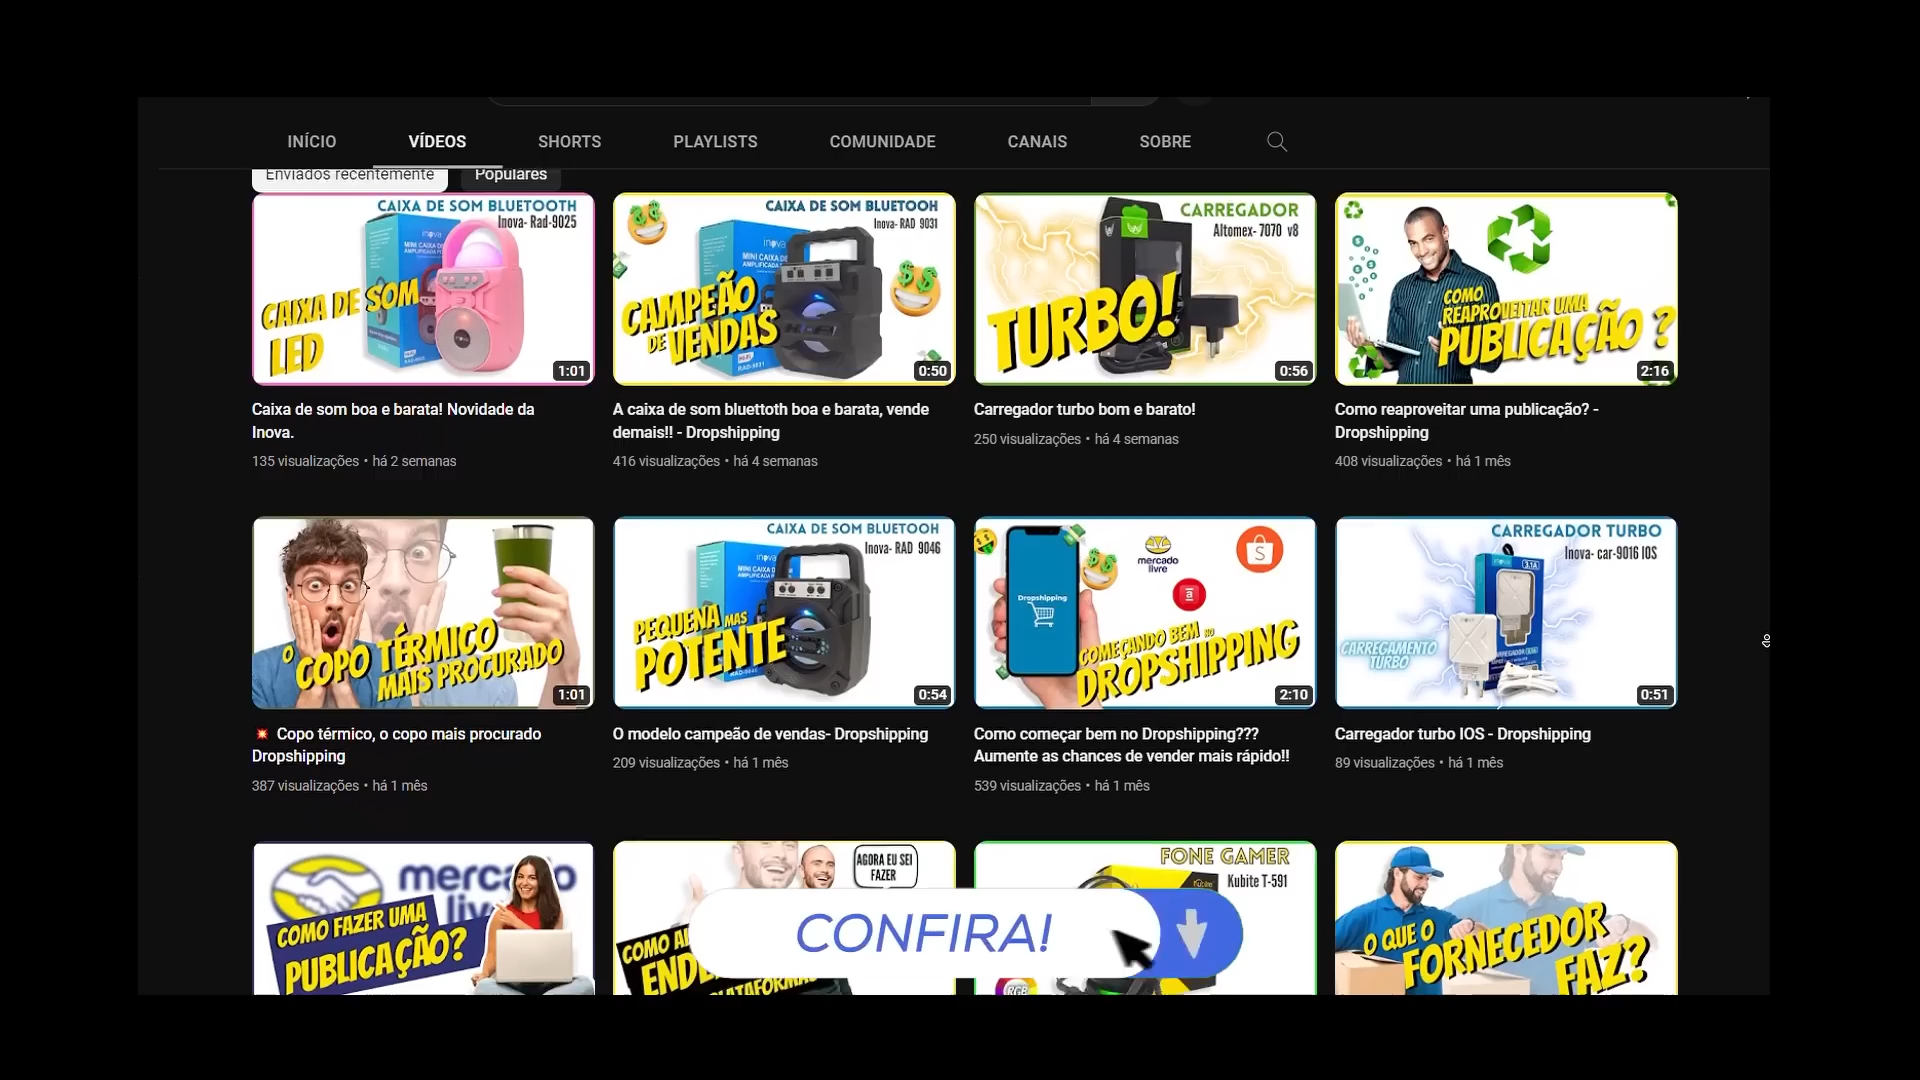 INÍCIO
VÍDEOS
SHORTS
PLAYLISTS
COMUNIDADE
CANAIS
SOBRE
Enviados recentemente
Populares
CAIXA DE SOM BLUETOOTH
Inova- Rad-9025
CAIXA DE SOM
LED
1:01
Caixa de som boa e barata! Novidade da
Inova.
135 visualizações • há 2 semanas
CAIXA DE SOM BLUETOOH
Inova- RAD 9031
CAMPEÃO
DE VENDAS
0:50
A caixa de som bluettoth boa e barata, vende
demais!! - Dropshipping
416 visualizações • há 4 semanas
CARREGADOR
Altomex- 7070 v8
TURBO!
0:56
Carregador turbo bom e barato!
250 visualizações • há 4 semanas
COMO
REAPROVEITAR UMA
PUBLICAÇÃO ?
2:16
Como reaproveitar uma publicação? -
Dropshipping
408 visualizações • há 1 mês
O COPO TÉRMICO
MAIS PROCURADO
1:01
💥 Copo térmico, o copo mais procurado
Dropshipping
387 visualizações • há 1 mês
CAIXA DE SOM BLUETOOH
Inova- RAD 9046
PEQUENA MAS
POTENTE
0:54
O modelo campeão de vendas- Dropshipping
209 visualizações • há 1 mês
mercado
livre
Dropshipping
COMEÇANDO BEM NO
DROPSHIPPING
2:10
Como começar bem no Dropshipping???
Aumente as chances de vender mais rápido!!
539 visualizações • há 1 mês
CARREGADOR TURBO
Inova- car-9016 IOS
3.1A
CARREGAMENTO
TURBO
0:51
Carregador turbo IOS - Dropshipping
89 visualizações • há 1 mês
mercado
COMO FAZER UMA
PUBLICAÇÃO?
AGORA EU SEI
FAZER
FONE GAMER
Kubite T-591
RGB
O QUE O
FORNECEDOR
FAZ?
CONFIRA!